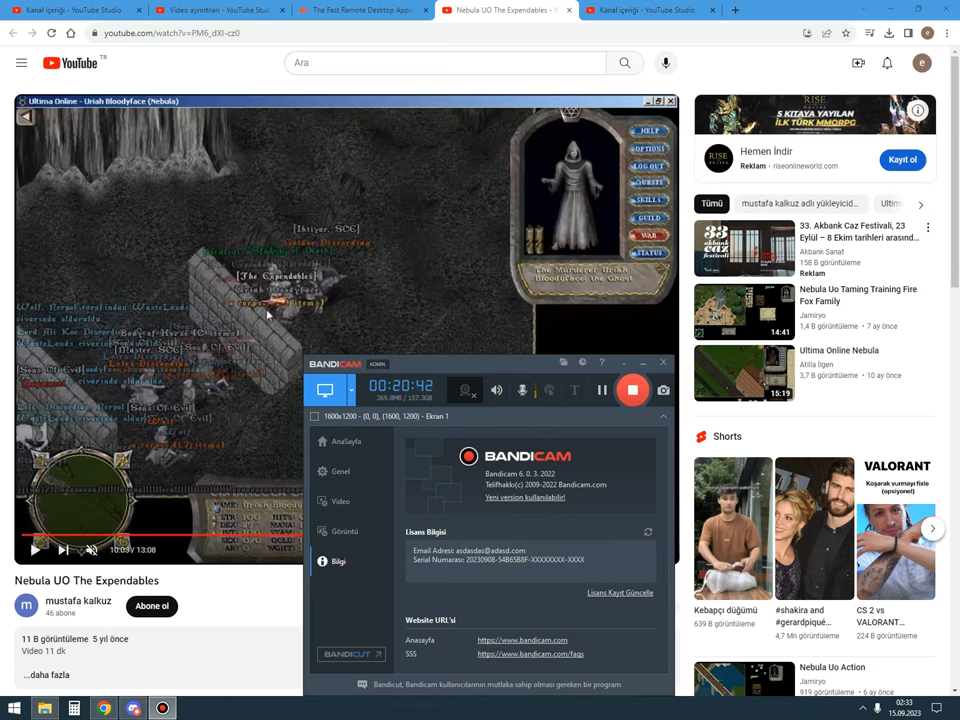 Kanal içeriği - YouTube Studio
Video ayrıntıları - YouTube Studio
The Fast Remote Desktop Appl
Nebula UO The Expendables - Y
Kanal içeriği - YouTube Studio
youtube.com/watch?v=PM6_dXI-cz0
YouTube TR
Ara
Ultima Online - Uriah Bloodyface (Nebula)
HELP
OPTIONS
LOG OUT
QUESTS
SKILLS
GUILD
WAR
STATUS
The Murderer Uriah
Bloodyface, the Ghost
[Ihtiyar, SOE]
[The Expendables]
Uriah Bloodyface
RISE
5 KITAYA YAYILAN
İLK TÜRK MMORPG
RISE
Hemen İndir
Reklam · riseonlineworld.com
Kayıt ol
Tümü
mustafa kalkuz adlı yükleyicid...
Ultim
33. Akbank Caz Festivali, 23
Eylül – 8 Ekim tarihleri arasınd...
Akbank Sanat
158 B görüntüleme
Reklam
Nebula Uo Taming Training Fire
Fox Family
Jamiryo
1,4 B görüntüleme • 7 ay önce
14:41
Ultima Online Nebula
Atilla İlgen
3,7 B görüntüleme • 10 ay önce
15:19
Shorts
VALORANT
Koşarak vurmayı fixle
(opsiyonel)
Kebapçı düğümü
639 B görüntüleme
#shakira and
#gerardpiqué...
4,7 Mn görüntüleme
CS 2 vs
VALORANT...
224 B görüntüleme
Nebula Uo Action
Jamiryo
919 görüntüleme • 6 ay önce
BANDICAM ADMIN
00:20:42
369.8MB / 157.3GB
1600x1200 - (0, 0), (1600, 1200) - Ekran 1
AnaSayfa
Genel
Video
Görüntü
Bilgi
BANDICUT
BANDICAM
Bandicam 6. 0. 3, 2022
Telifhakkı(c) 2009-2022 Bandicam.com
Yeni version kullanılabilir!
Lisans Bilgisi
Email Adresi: asdasdas@adasd.com
Serial Numarası: 20230908-54B65B8F-XXXXXXXX-XXXX
Lisans Kayıt Güncelle
Website URL'si
Anasayfa https://www.bandicam.com
SSS https://www.bandicam.com/faqs
Bandicut, Bandicam kullanıcılarının mutlaka sahip olması gereken bir program
10:03 / 13:08
Nebula UO The Expendables
mustafa kalkuz
46 abone
Abone ol
11 B görüntüleme 5 yıl önce
Video 11 dk
...daha fazla
02:33
15.09.2023